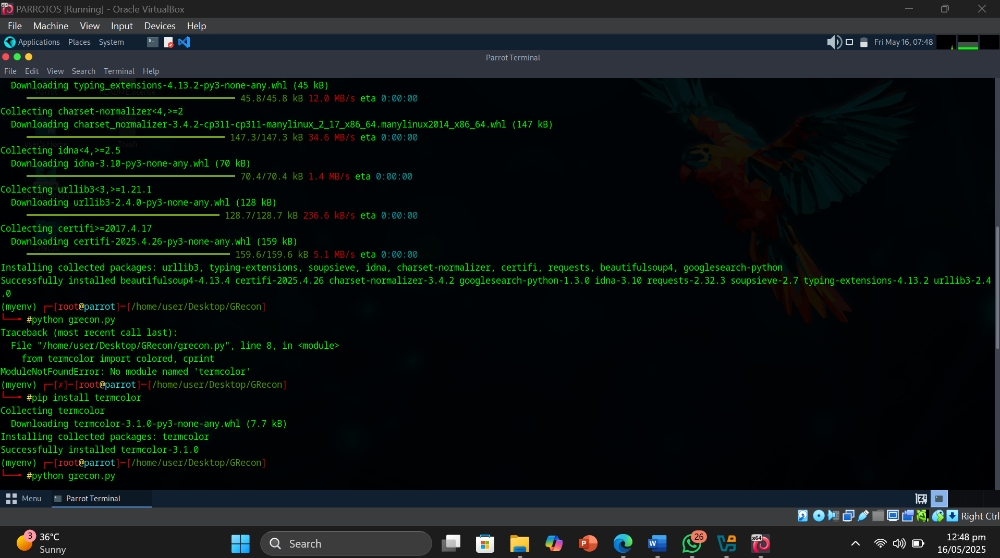 PARROTOS [Running] - Oracle VirtualBox
File Machine View Input Devices Help
Applications Places System
Fri May 16, 07:48
Parrot Terminal
File Edit View Search Terminal Help
Downloading typing_extensions-4.13.2-py3-none-any.whl (45 kB)
Parrot README.license
45.8/45.8 kB 12.0 MB/s eta 0:00:00
Collecting charset-normalizer<4,>=2
Downloading charset_normalizer-3.4.2-cp311-cp311-manylinux_2_17_x86_64.manylinux2014_x86_64.whl (147 kB)
147.3/147.3 kB 34.6 MB/s eta 0:00:00
user's Home Trash
Collecting idna<4,>=2.5
Downloading idna-3.10-py3-none-any.whl (70 kB)
70.4/70.4 kB 1.4 MB/s eta 0:00:00
Collecting urllib3<3,>=1.21.1
Downloading urllib3-2.4.0-py3-none-any.whl (128 kB)
128.7/128.7 kB 236.6 kB/s eta 0:00:00
Collecting certifi>=2017.4.17
Downloading certifi-2025.4.26-py3-none-any.whl (159 kB)
GRecon
159.6/159.6 kB 5.1 MB/s eta 0:00:00
Installing collected packages: urllib3, typing-extensions, soupsieve, idna, charset-normalizer, certifi, requests, beautifulsoup4, googlesearch-python
Successfully installed beautifulsoup4-4.13.4 certifi-2025.4.26 charset-normalizer-3.4.2 googlesearch-python-1.3.0 idna-3.10 requests-2.32.3 soupsieve-2.7 typing-extensions-4.13.2 urllib3-2.4
.0
(myenv) ┌─[root@parrot]─[/home/user/Desktop/GRecon]
└──╼ #python grecon.py
Traceback (most recent call last):
File "/home/user/Desktop/GRecon/grecon.py", line 8, in <module>
from termcolor import colored, cprint
ModuleNotFoundError: No module named 'termcolor'
(myenv) ┌─[✗]─[root@parrot]─[/home/user/Desktop/GRecon]
└──╼ #pip install termcolor
Collecting termcolor
Downloading termcolor-3.1.0-py3-none-any.whl (7.7 kB)
Installing collected packages: termcolor
Successfully installed termcolor-3.1.0
(myenv) ┌─[root@parrot]─[/home/user/Desktop/GRecon]
└──╼ #python grecon.py
Menu Parrot Terminal
Right Ctrl
3
36°C
Sunny
Search
26
x64
12:48 pm
16/05/2025